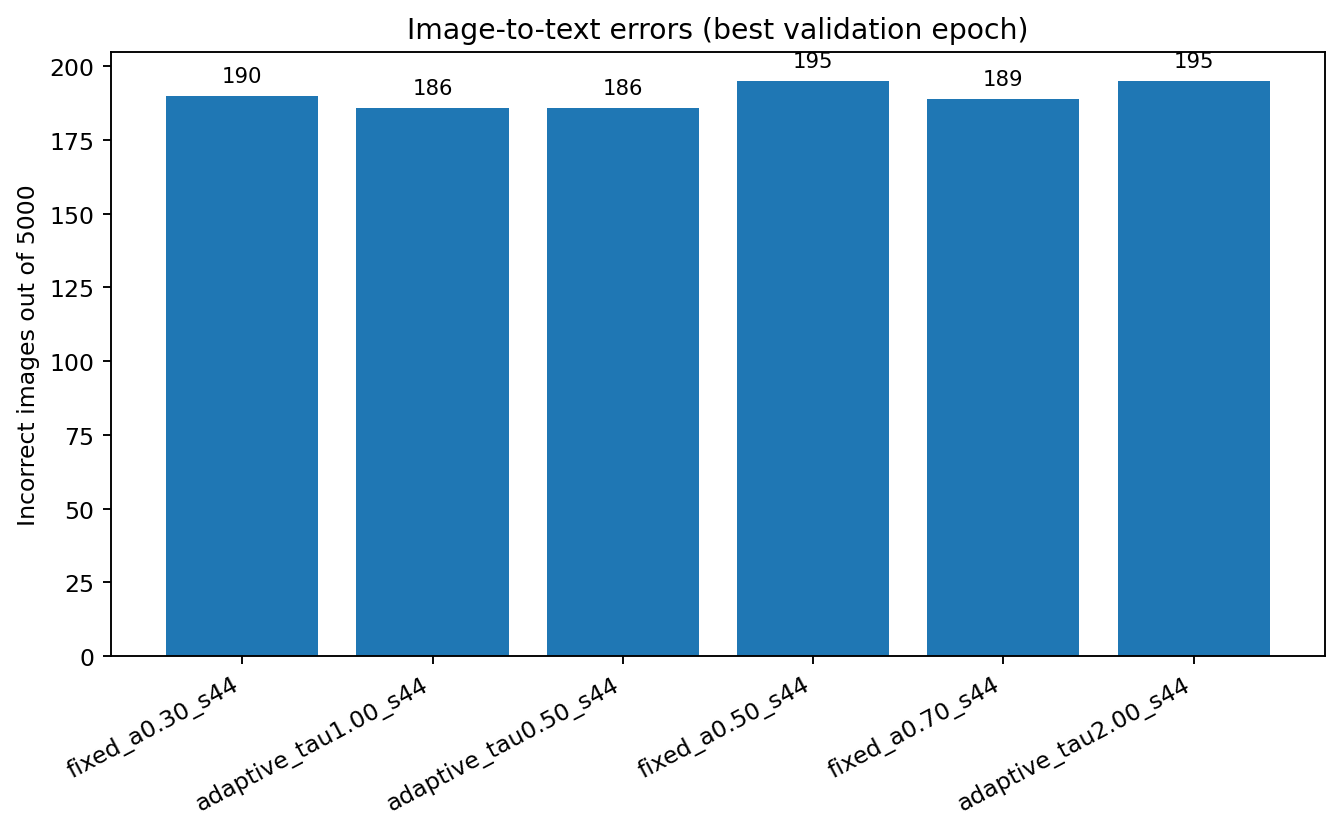 Image-to-text errors (best validation epoch)
Incorrect images out of 5000
200
175
150
125
100
75
50
25
0
190
186
186
195
189
195
fixed_a0.30_s44
adaptive_tau1.00_s44
adaptive_tau0.50_s44
fixed_a0.50_s44
fixed_a0.70_s44
adaptive_tau2.00_s44